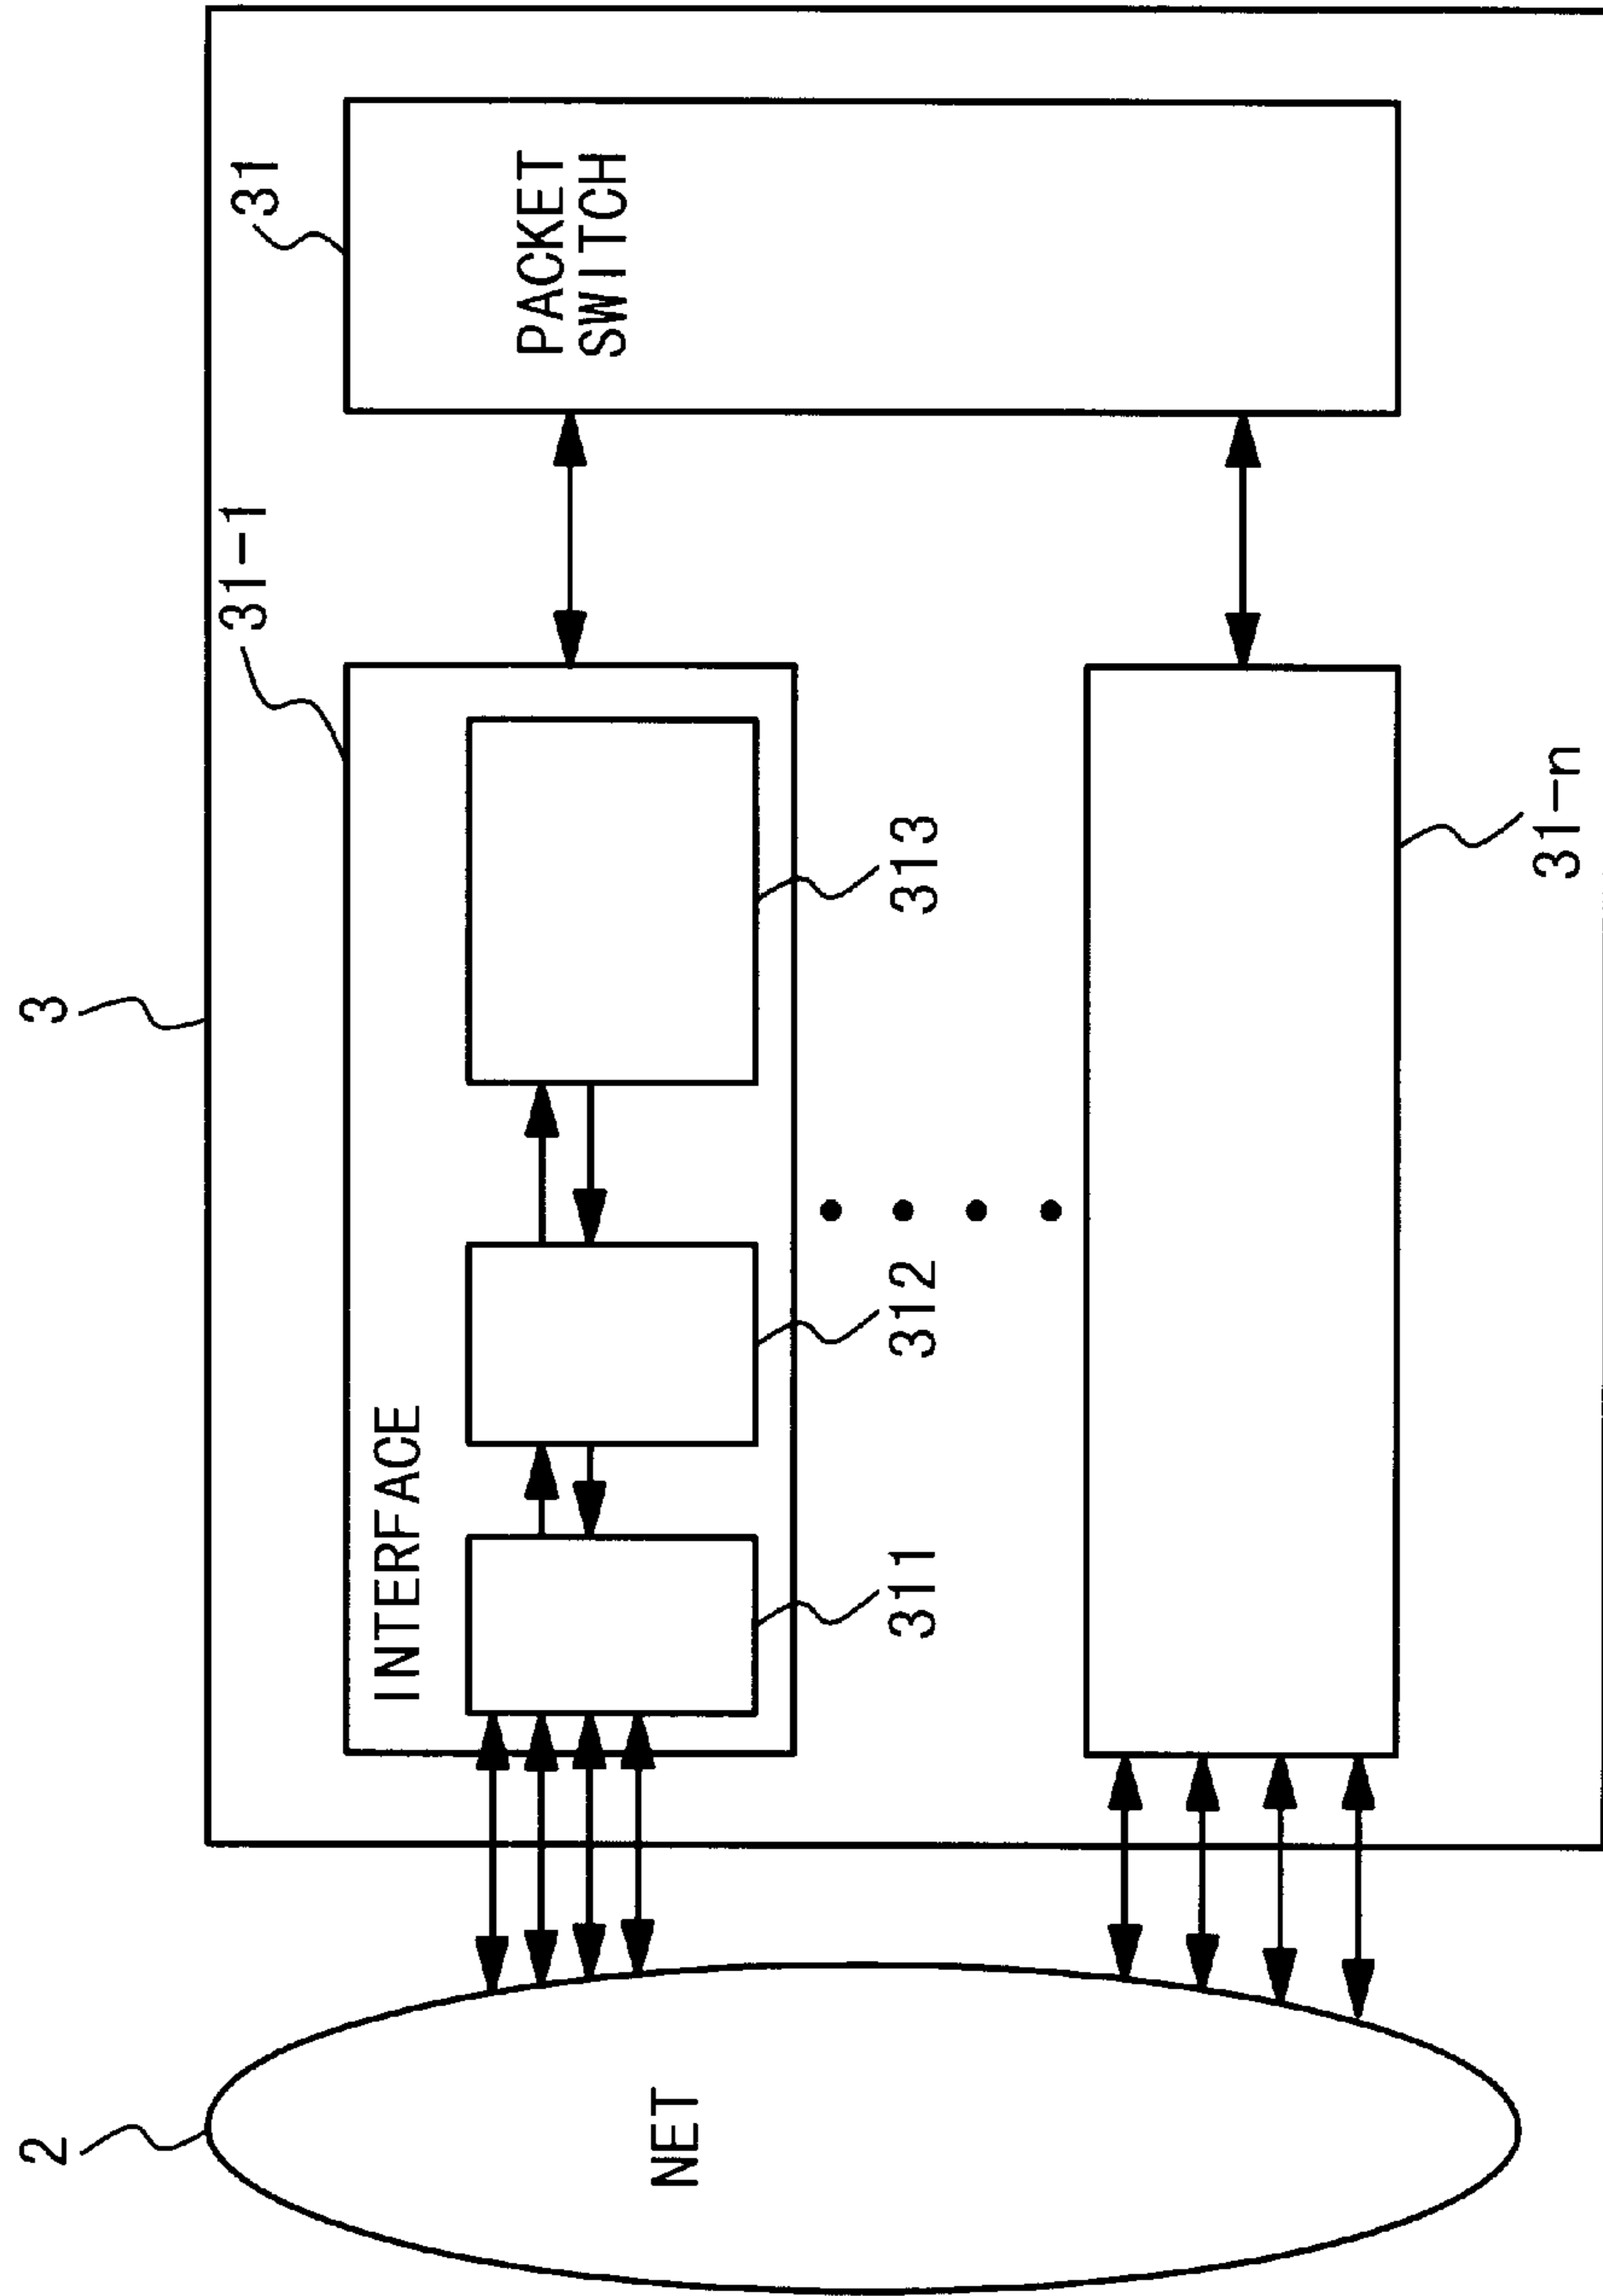 3
2
31
31-1
PACKET
SWITCH
INTERFACE
313
312
311
NET
31-n